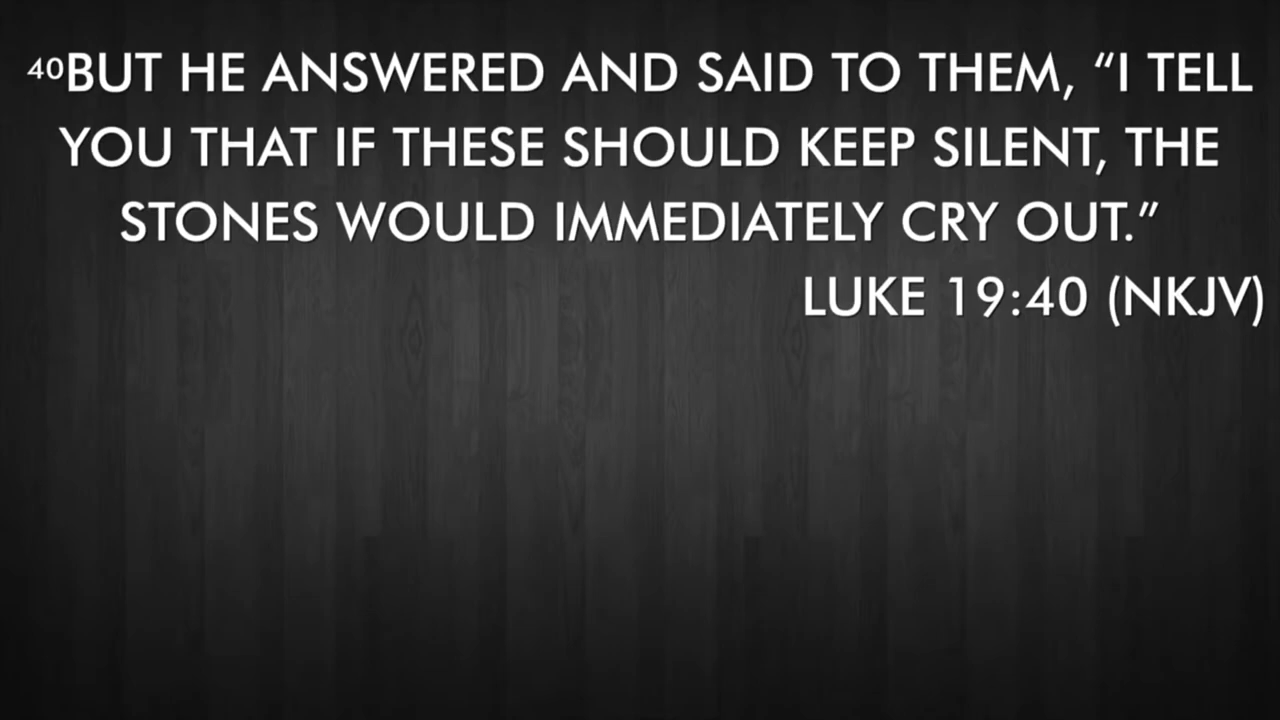 40BUT HE ANSWERED AND SAID TO THEM, “I TELL
YOU THAT IF THESE SHOULD KEEP SILENT, THE
STONES WOULD IMMEDIATELY CRY OUT.”
LUKE 19:40 (NKJV)